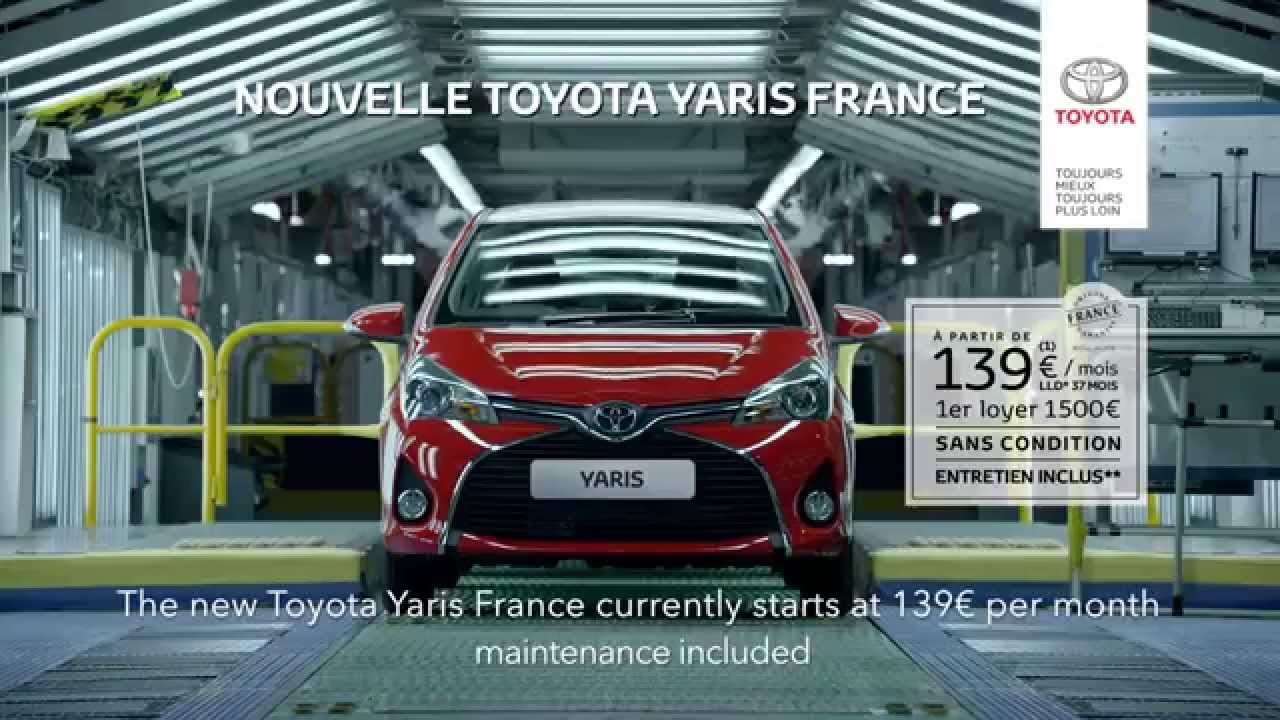 NOUVELLE TOYOTA YARIS FRANCE
TOYOTA
TOUJOURS
MIEUX
TOUJOURS
PLUS LOIN
FRANCE
À PARTIR DE
139 (1) € / mois
LLD* 37 MOIS
1er loyer 1500€
SANS CONDITION
ENTRETIEN INCLUS**
YARIS
The new Toyota Yaris France currently starts at 139€ per month
maintenance included